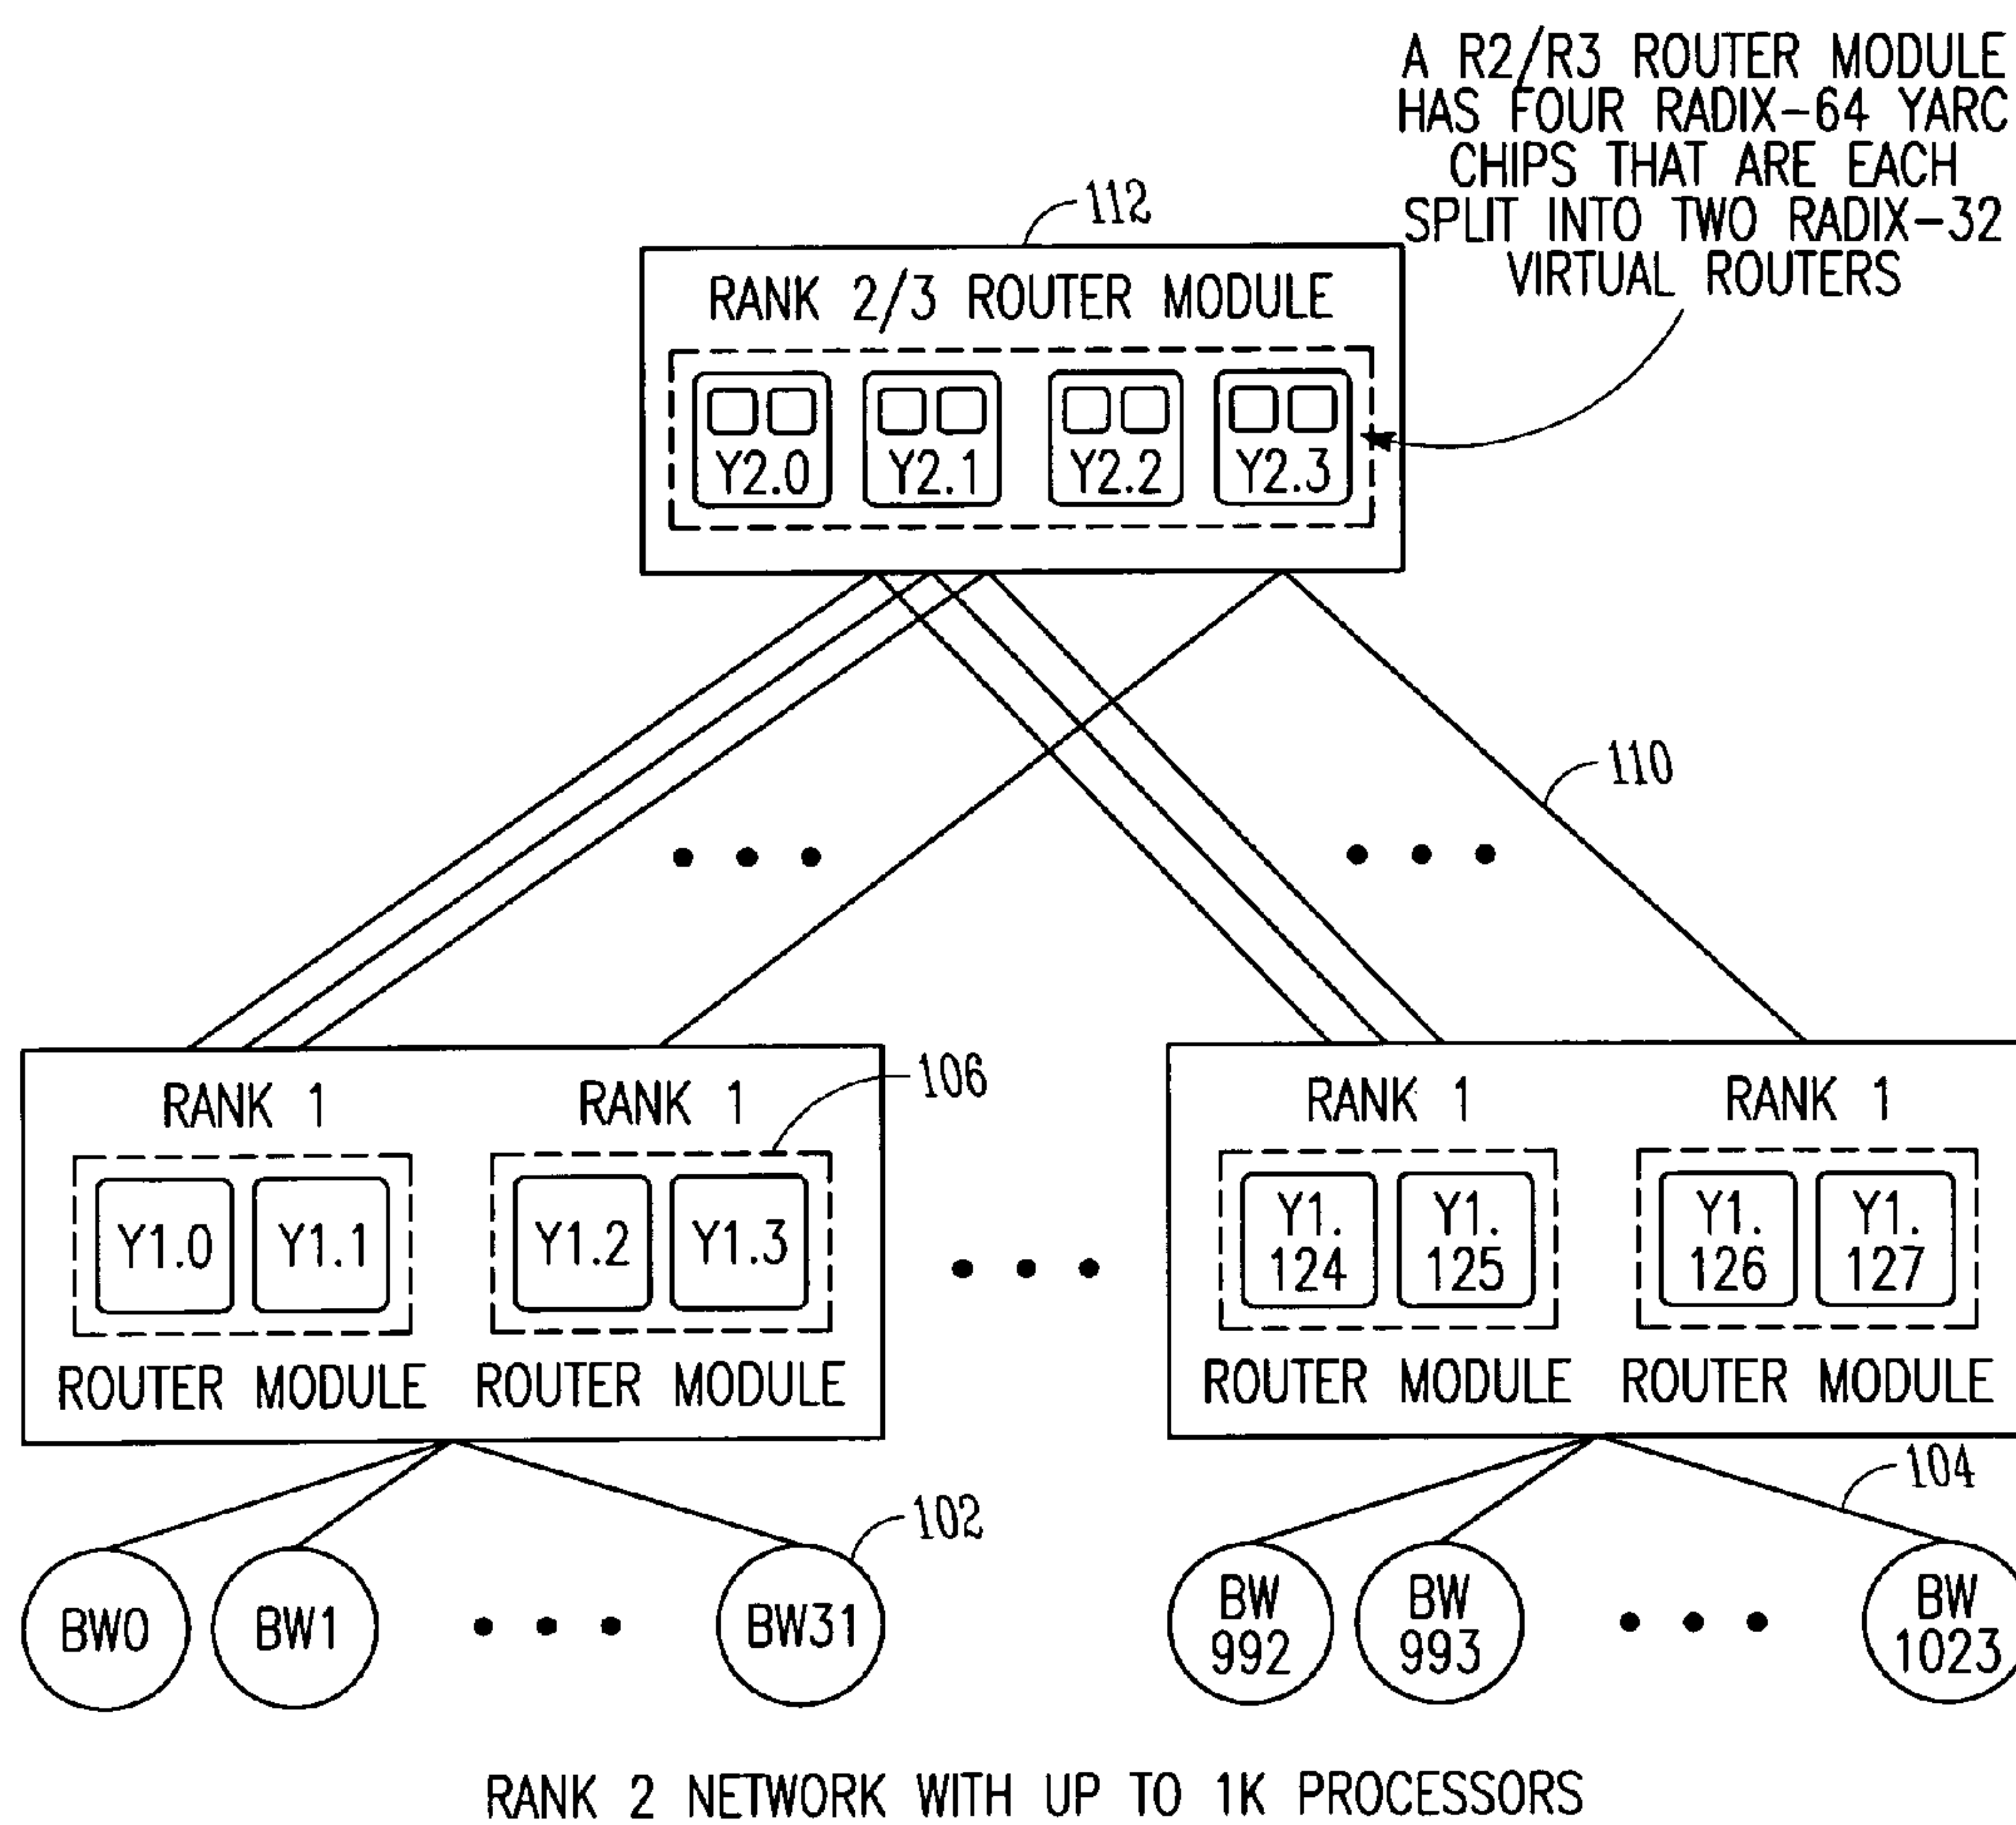 A R2/R3 ROUTER MODULE
HAS FOUR RADIX-64 YARC
CHIPS THAT ARE EACH
SPLIT INTO TWO RADIX-32
VIRTUAL ROUTERS
112
RANK 2/3 ROUTER MODULE
Y2.0 Y2.1 Y2.2 Y2.3
110
RANK 1 RANK 1 106 RANK 1 RANK 1
Y1.0 Y1.1 Y1.2 Y1.3
Y1. Y1. Y1. Y1.
124 125 126 127
ROUTER MODULE ROUTER MODULE ROUTER MODULE ROUTER MODULE
102 104
BW0 BW1 BW31
BW BW BW
992 993 1023
RANK 2 NETWORK WITH UP TO 1K PROCESSORS